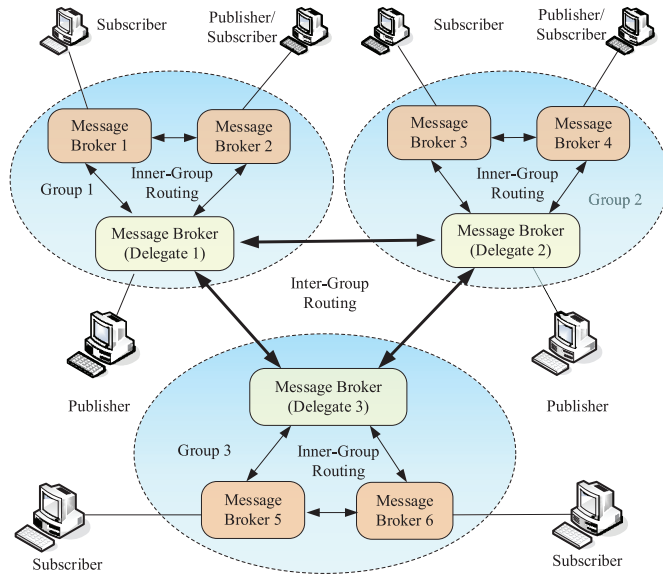 Subscriber
Publisher/
Subscriber
Subscriber
Publisher/
Subscriber
Message
Broker 1
Message
Broker 2
Message
Broker 3
Message
Broker 4
Group 1
Inner-Group
Routing
Inner-Group
Routing
Group 2
Message Broker
(Delegate 1)
Message Broker
(Delegate 2)
Inter-Group
Routing
Publisher
Publisher
Message Broker
(Delegate 3)
Group 3
Inner-Group
Routing
Message
Broker 5
Message
Broker 6
Subscriber
Subscriber